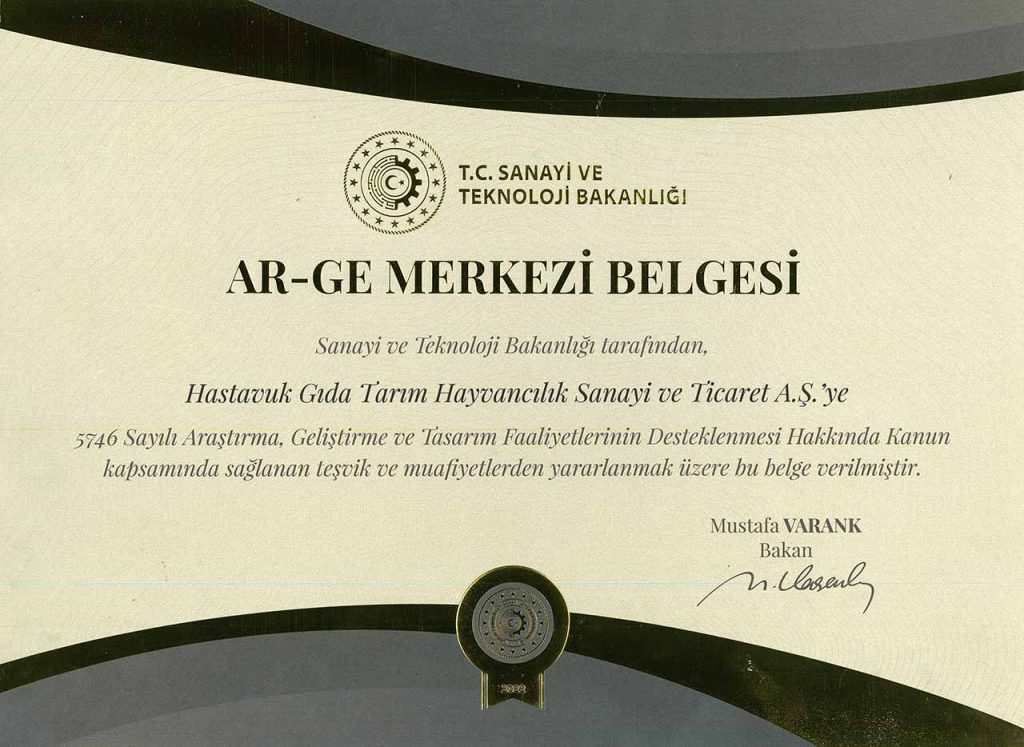 T.C. SANAYİ VE
TEKNOLOJİ BAKANLIĞI
AR-GE MERKEZİ BELGESİ
Sanayi ve Teknoloji Bakanlığı tarafından,
Hastavuk Gıda Tarım Hayvancılık Sanayi ve Ticaret A.Ş.'ye
5746 Sayılı Araştırma, Geliştirme ve Tasarım Faaliyetlerinin Desteklenmesi Hakkında Kanun
kapsamında sağlanan teşvik ve muafiyetlerden yararlanmak üzere bu belge verilmiştir.
Mustafa VARANK
Bakan
2022